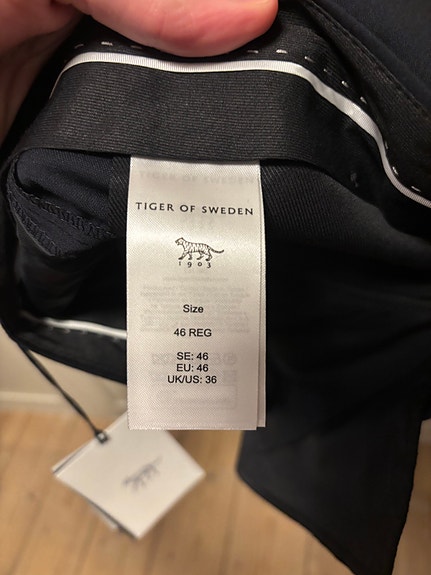 TIGER OF SWEDEN
1903
Size
46 REG
SE: 46
EU: 46
UK/US: 36